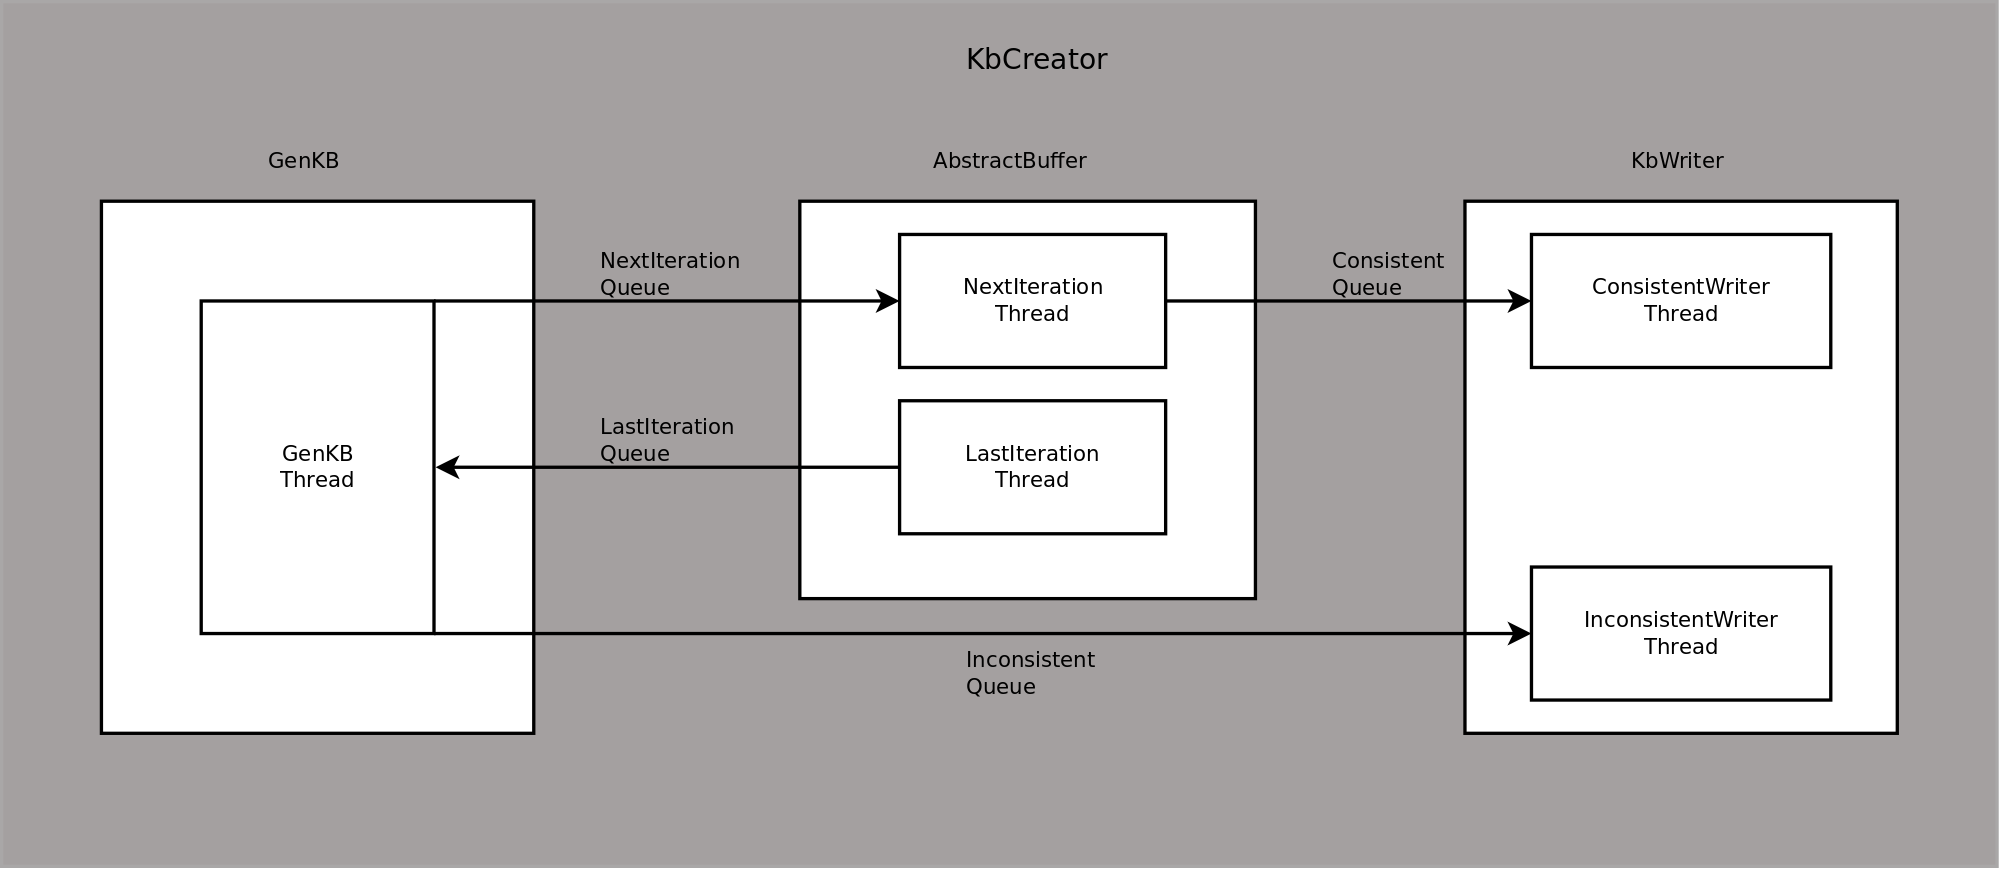 KbCreator
GenKB
AbstractBuffer
KbWriter
NextIteration
Queue
Consistent
Queue
NextIteration
Thread
ConsistentWriter
Thread
LastIteration
Queue
GenKB
Thread
LastIteration
Thread
InconsistentWriter
Thread
Inconsistent
Queue